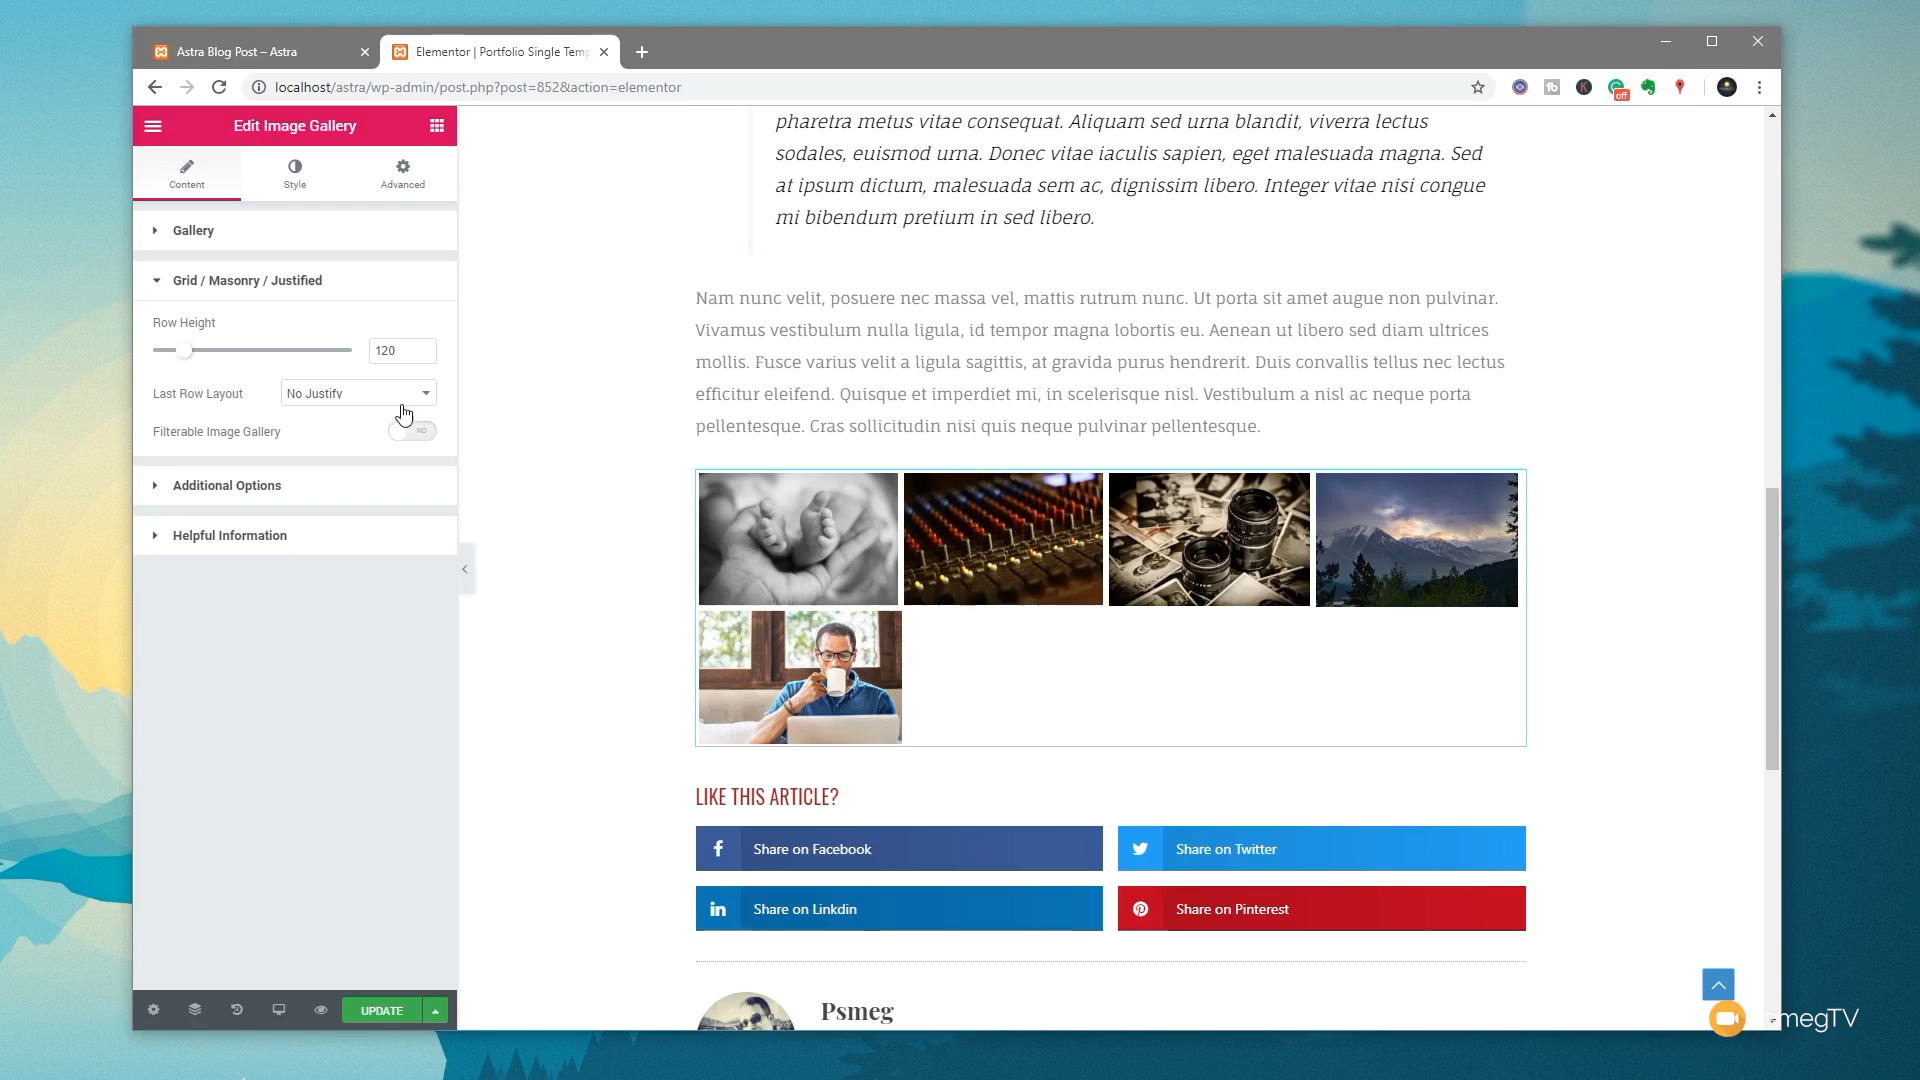 Astra Blog Post – Astra
Elementor | Portfolio Single Temp
localhost/astra/wp-admin/post.php?post=852&action=elementor
off
Edit Image Gallery
Content
Style
Advanced
Gallery
Grid / Masonry / Justified
Row Height
120
Last Row Layout
No Justify
Filterable Image Gallery
NO
Additional Options
Helpful Information
UPDATE
pharetra metus vitae consequat. Aliquam sed urna blandit, viverra lectus
sodales, euismod urna. Donec vitae iaculis sapien, eget malesuada magna. Sed
at ipsum dictum, malesuada sem ac, dignissim libero. Integer vitae nisi congue
mi bibendum pretium in sed libero.
Nam nunc velit, posuere nec massa vel, mattis rutrum nunc. Ut porta sit amet augue non pulvinar.
Vivamus vestibulum nulla ligula, id tempor magna lobortis eu. Aenean ut libero sed diam ultrices
mollis. Fusce varius velit a ligula sagittis, at gravida purus hendrerit. Duis convallis tellus nec lectus
efficitur eleifend. Quisque et imperdiet mi, in scelerisque nisl. Vestibulum a nisl ac neque porta
pellentesque. Cras sollicitudin nisi quis neque pulvinar pellentesque.
LIKE THIS ARTICLE?
Share on Facebook
Share on Twitter
Share on Linkdin
Share on Pinterest
Psmeg